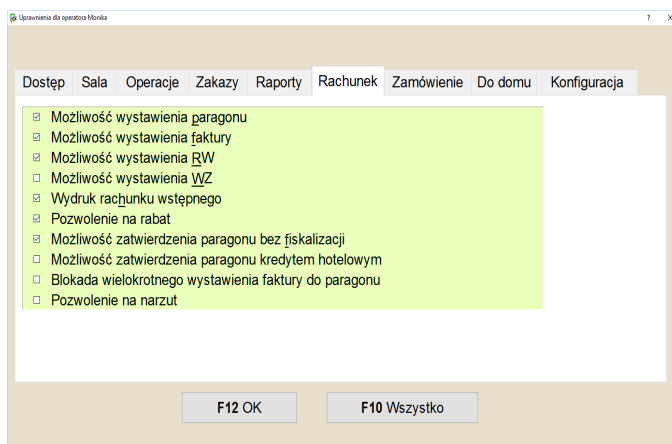 Uprawnienia dla operatora Monika ? X
Dostęp Sala Operacje Zakazy Raporty Rachunek Zamówienie Do domu Konfiguracja
Możliwość wystawienia paragonu
Możliwość wystawienia faktury
Możliwość wystawienia RW
Możliwość wystawienia WZ
Wydruk rachunku wstępnego
Pozwolenie na rabat
Możliwość zatwierdzenia paragonu bez fiskalizacji
Możliwość zatwierdzenia paragonu kredytem hotelowym
Blokada wielokrotnego wystawienia faktury do paragonu
Pozwolenie na narzut
F12 OK F10 Wszystko